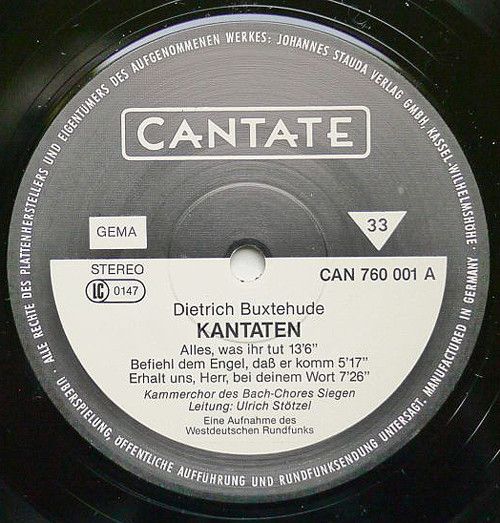 ALLE RECHTE DES PLATTENHERSTELLERS UND EIGENTÜMERS DES AUFGENOMMENEN WERKES: JOHANNES STAUDA VERLAG GMBH, KASSEL-WILHELMSHÖHE ·
CANTATE
GEMA
33
STEREO
LC 0147
CAN 760 001 A
Dietrich Buxtehude
KANTATEN
Alles, was ihr tut 13'6"
Befiehl dem Engel, daß er komm 5'17"
Erhalt uns, Herr, bei deinem Wort 7'26"
Kammerchor des Bach-Chores Siegen
Leitung: Ulrich Stötzel
Eine Aufnahme des
Westdeutschen Rundfunks
ÜBERSPIELUNG, ÖFFENTLICHE AUFFÜHRUNG UND RUNDFUNKSENDUNG UNTERSAGT. MANUFACTURED IN GERMANY ·